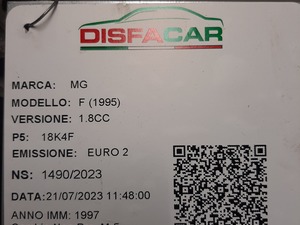 DISFACAR
MARCA: MG
MODELLO: F (1995)
VERSIONE: 1.8CC
P5: 18K4F
EMISSIONE: EURO 2
NS: 1490/2023
DATA:21/07/2023 11:48:00
ANNO IMM: 1997